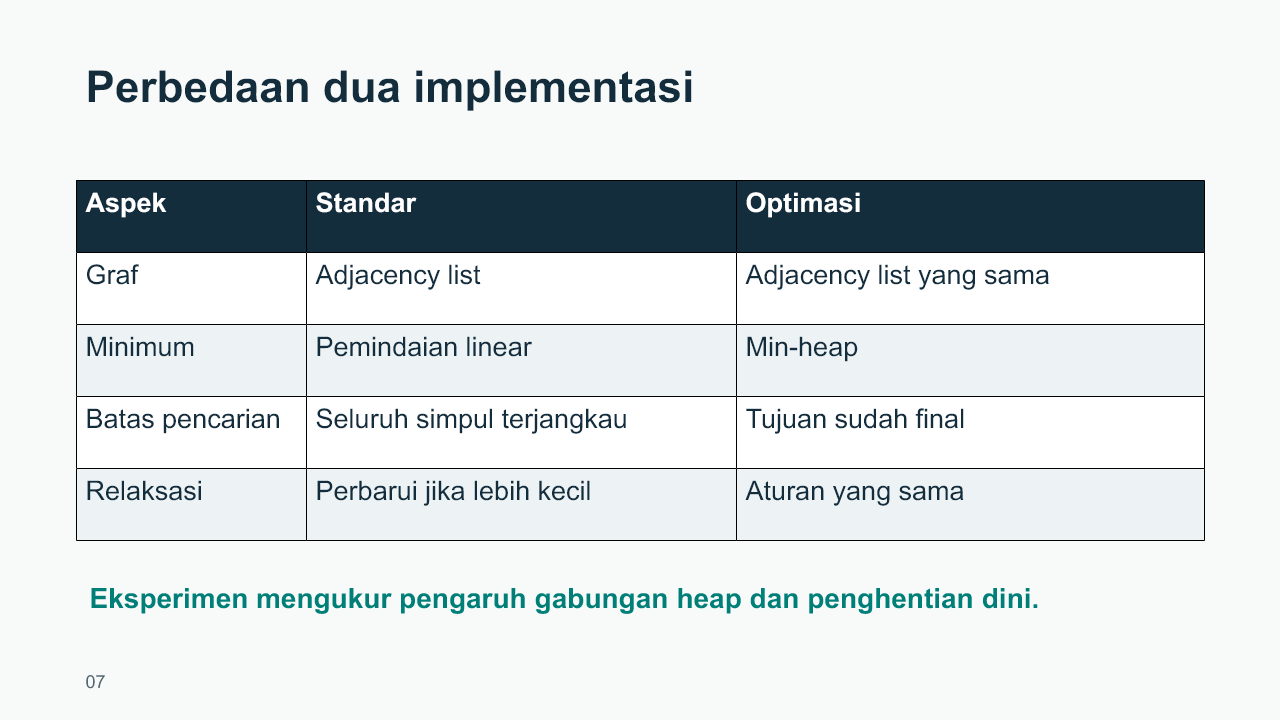 Perbedaan dua implementasi
Aspek Standar Optimasi
Graf Adjacency list Adjacency list yang sama
Minimum Pemindaian linear Min-heap
Batas pencarian Seluruh simpul terjangkau Tujuan sudah final
Relaksasi Perbarui jika lebih kecil Aturan yang sama
Eksperimen mengukur pengaruh gabungan heap dan penghentian dini.
07